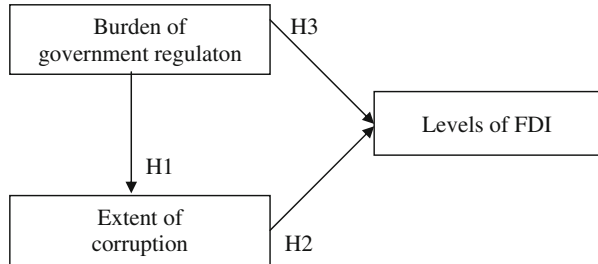 Burden of
government regulaton
H3
Levels of FDI
H1
Extent of
corruption
H2